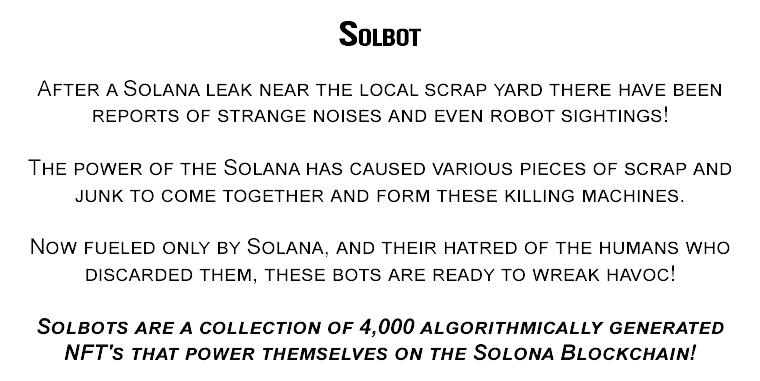 Solbot
After a Solana leak near the local scrap yard there have been
reports of strange noises and even robot sightings!
The power of the Solana has caused various pieces of scrap and
junk to come together and form these killing machines.
Now fueled only by Solana, and their hatred of the humans who
discarded them, these bots are ready to wreak havoc!
Solbots are a collection of 4,000 algorithmically generated
NFT's that power themselves on the Solona Blockchain!